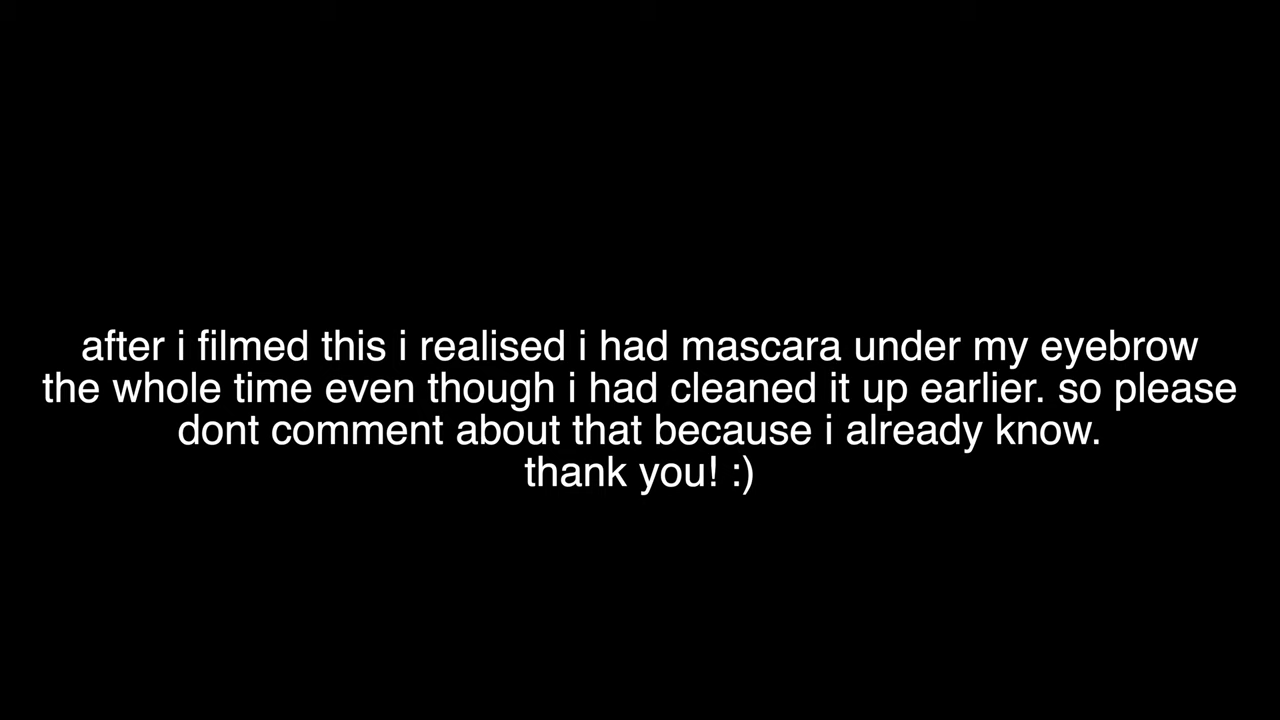 after i filmed this i realised i had mascara under my eyebrow
the whole time even though i had cleaned it up earlier. so please
dont comment about that because i already know.
thank you! :)